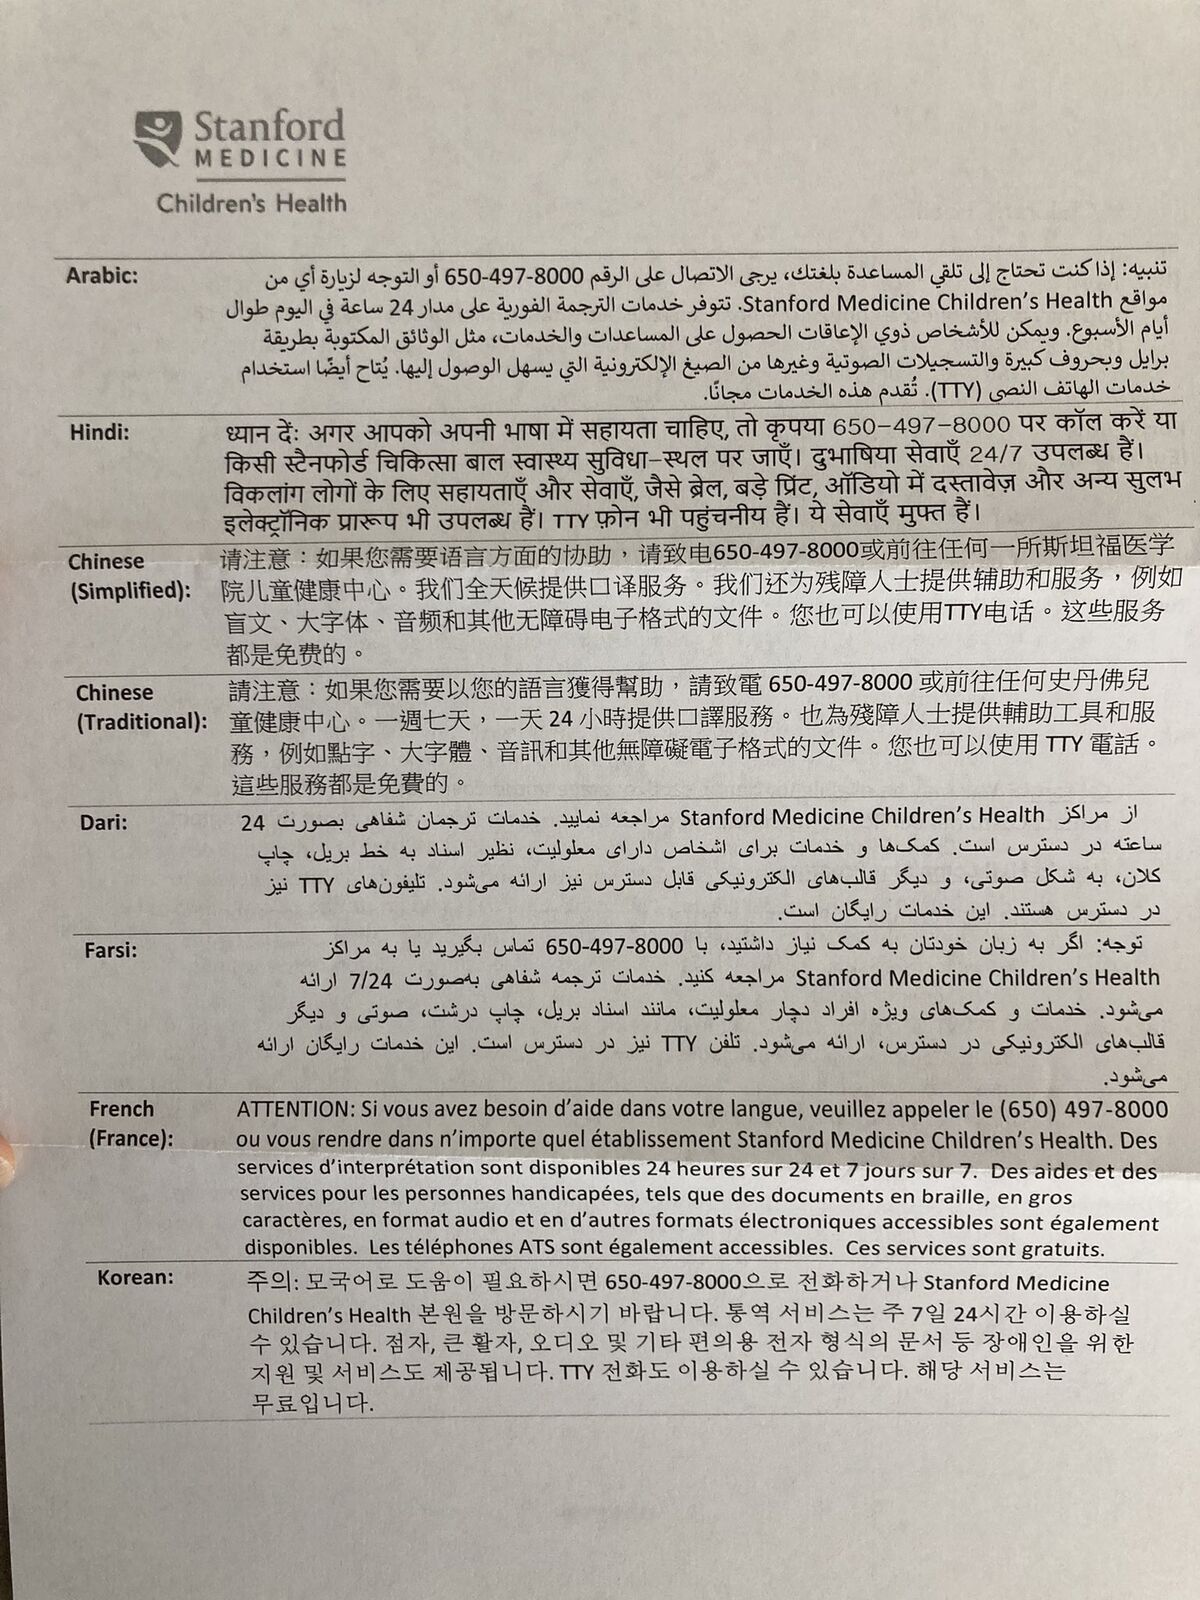 Stanford
MEDICINE
Children's Health
Arabic:
تنبيه: إذا كنت تحتاج إلى تلقي المساعدة بلغتك، يرجى الاتصال على الرقم 650-497-8000 أو التوجه لزيارة أي من
مواقع Stanford Medicine Children's Health. تتوفر خدمات الترجمة الفورية على مدار 24 ساعة في اليوم طوال
أيام الأسبوع. ويمكن للأشخاص ذوي الإعاقات الحصول على المساعدات والخدمات، مثل الوثائق المكتوبة بطريقة
برايل وبحروف كبيرة والتسجيلات الصوتية وغيرها من الصيغ الإلكترونية التي يسهل الوصول إليها. يُتاح أيضًا استخدام
خدمات الهاتف النصي (TTY). تُقدم هذه الخدمات مجانًا.
Hindi:
ध्यान दें: अगर आपको अपनी भाषा में सहायता चाहिए, तो कृपया 650-497-8000 पर कॉल करें या
किसी स्टैनफोर्ड चिकित्सा बाल स्वास्थ्य सुविधा-स्थल पर जाएँ। दुभाषिया सेवाएँ 24/7 उपलब्ध हैं।
विकलांग लोगों के लिए सहायताएँ और सेवाएँ, जैसे ब्रेल, बड़े प्रिंट, ऑडियो में दस्तावेज़ और अन्य सुलभ
इलेक्ट्रॉनिक प्रारूप भी उपलब्ध हैं। TTY फ़ोन भी पहुंचनीय हैं। ये सेवाएँ मुफ्त हैं।
Chinese
(Simplified):
请注意：如果您需要语言方面的协助，请致电650-497-8000或前往任何一所斯坦福医学
院儿童健康中心。我们全天候提供口译服务。我们还为残障人士提供辅助和服务，例如
盲文、大字体、音频和其他无障碍电子格式的文件。您也可以使用TTY电话。这些服务
都是免费的。
Chinese
(Traditional):
請注意：如果您需要以您的語言獲得幫助，請致電 650-497-8000 或前往任何史丹佛兒
童健康中心。一週七天，一天 24 小時提供口譯服務。也為殘障人士提供輔助工具和服
務，例如點字、大字體、音訊和其他無障礙電子格式的文件。您也可以使用 TTY 電話。
這些服務都是免費的。
Dari:
از مراکز Stanford Medicine Children's Health مراجعه نمایید. خدمات ترجمان شفاهی بصورت 24
ساعته در دسترس است. کمک‌ها و خدمات برای اشخاص دارای معلولیت، نظیر اسناد به خط بریل، چاپ
کلان، به شکل صوتی، و دیگر قالب‌های الکترونیکی قابل دسترس نیز ارائه می‌شود. تلیفون‌های TTY نیز
در دسترس هستند. این خدمات رایگان است.
Farsi:
توجه: اگر به زبان خودتان به کمک نیاز داشتید، با 650-497-8000 تماس بگیرید یا به مراکز
Stanford Medicine Children's Health مراجعه کنید. خدمات ترجمه شفاهی به‌صورت 7/24 ارائه
می‌شود. خدمات و کمک‌های ویژه افراد دچار معلولیت، مانند اسناد بریل، چاپ درشت، صوتی و دیگر
قالب‌های الکترونیکی در دسترس، ارائه می‌شود. تلفن TTY نیز در دسترس است. این خدمات رایگان ارائه
می‌شود.
French
(France):
ATTENTION: Si vous avez besoin d'aide dans votre langue, veuillez appeler le (650) 497-8000
ou vous rendre dans n'importe quel établissement Stanford Medicine Children's Health. Des
services d'interprétation sont disponibles 24 heures sur 24 et 7 jours sur 7. Des aides et des
services pour les personnes handicapées, tels que des documents en braille, en gros
caractères, en format audio et en d'autres formats électroniques accessibles sont également
disponibles. Les téléphones ATS sont également accessibles. Ces services sont gratuits.
Korean:
주의: 모국어로 도움이 필요하시면 650-497-8000으로 전화하거나 Stanford Medicine
Children's Health 본원을 방문하시기 바랍니다. 통역 서비스는 주 7일 24시간 이용하실
수 있습니다. 점자, 큰 활자, 오디오 및 기타 편의용 전자 형식의 문서 등 장애인을 위한
지원 및 서비스도 제공됩니다. TTY 전화도 이용하실 수 있습니다. 해당 서비스는
무료입니다.